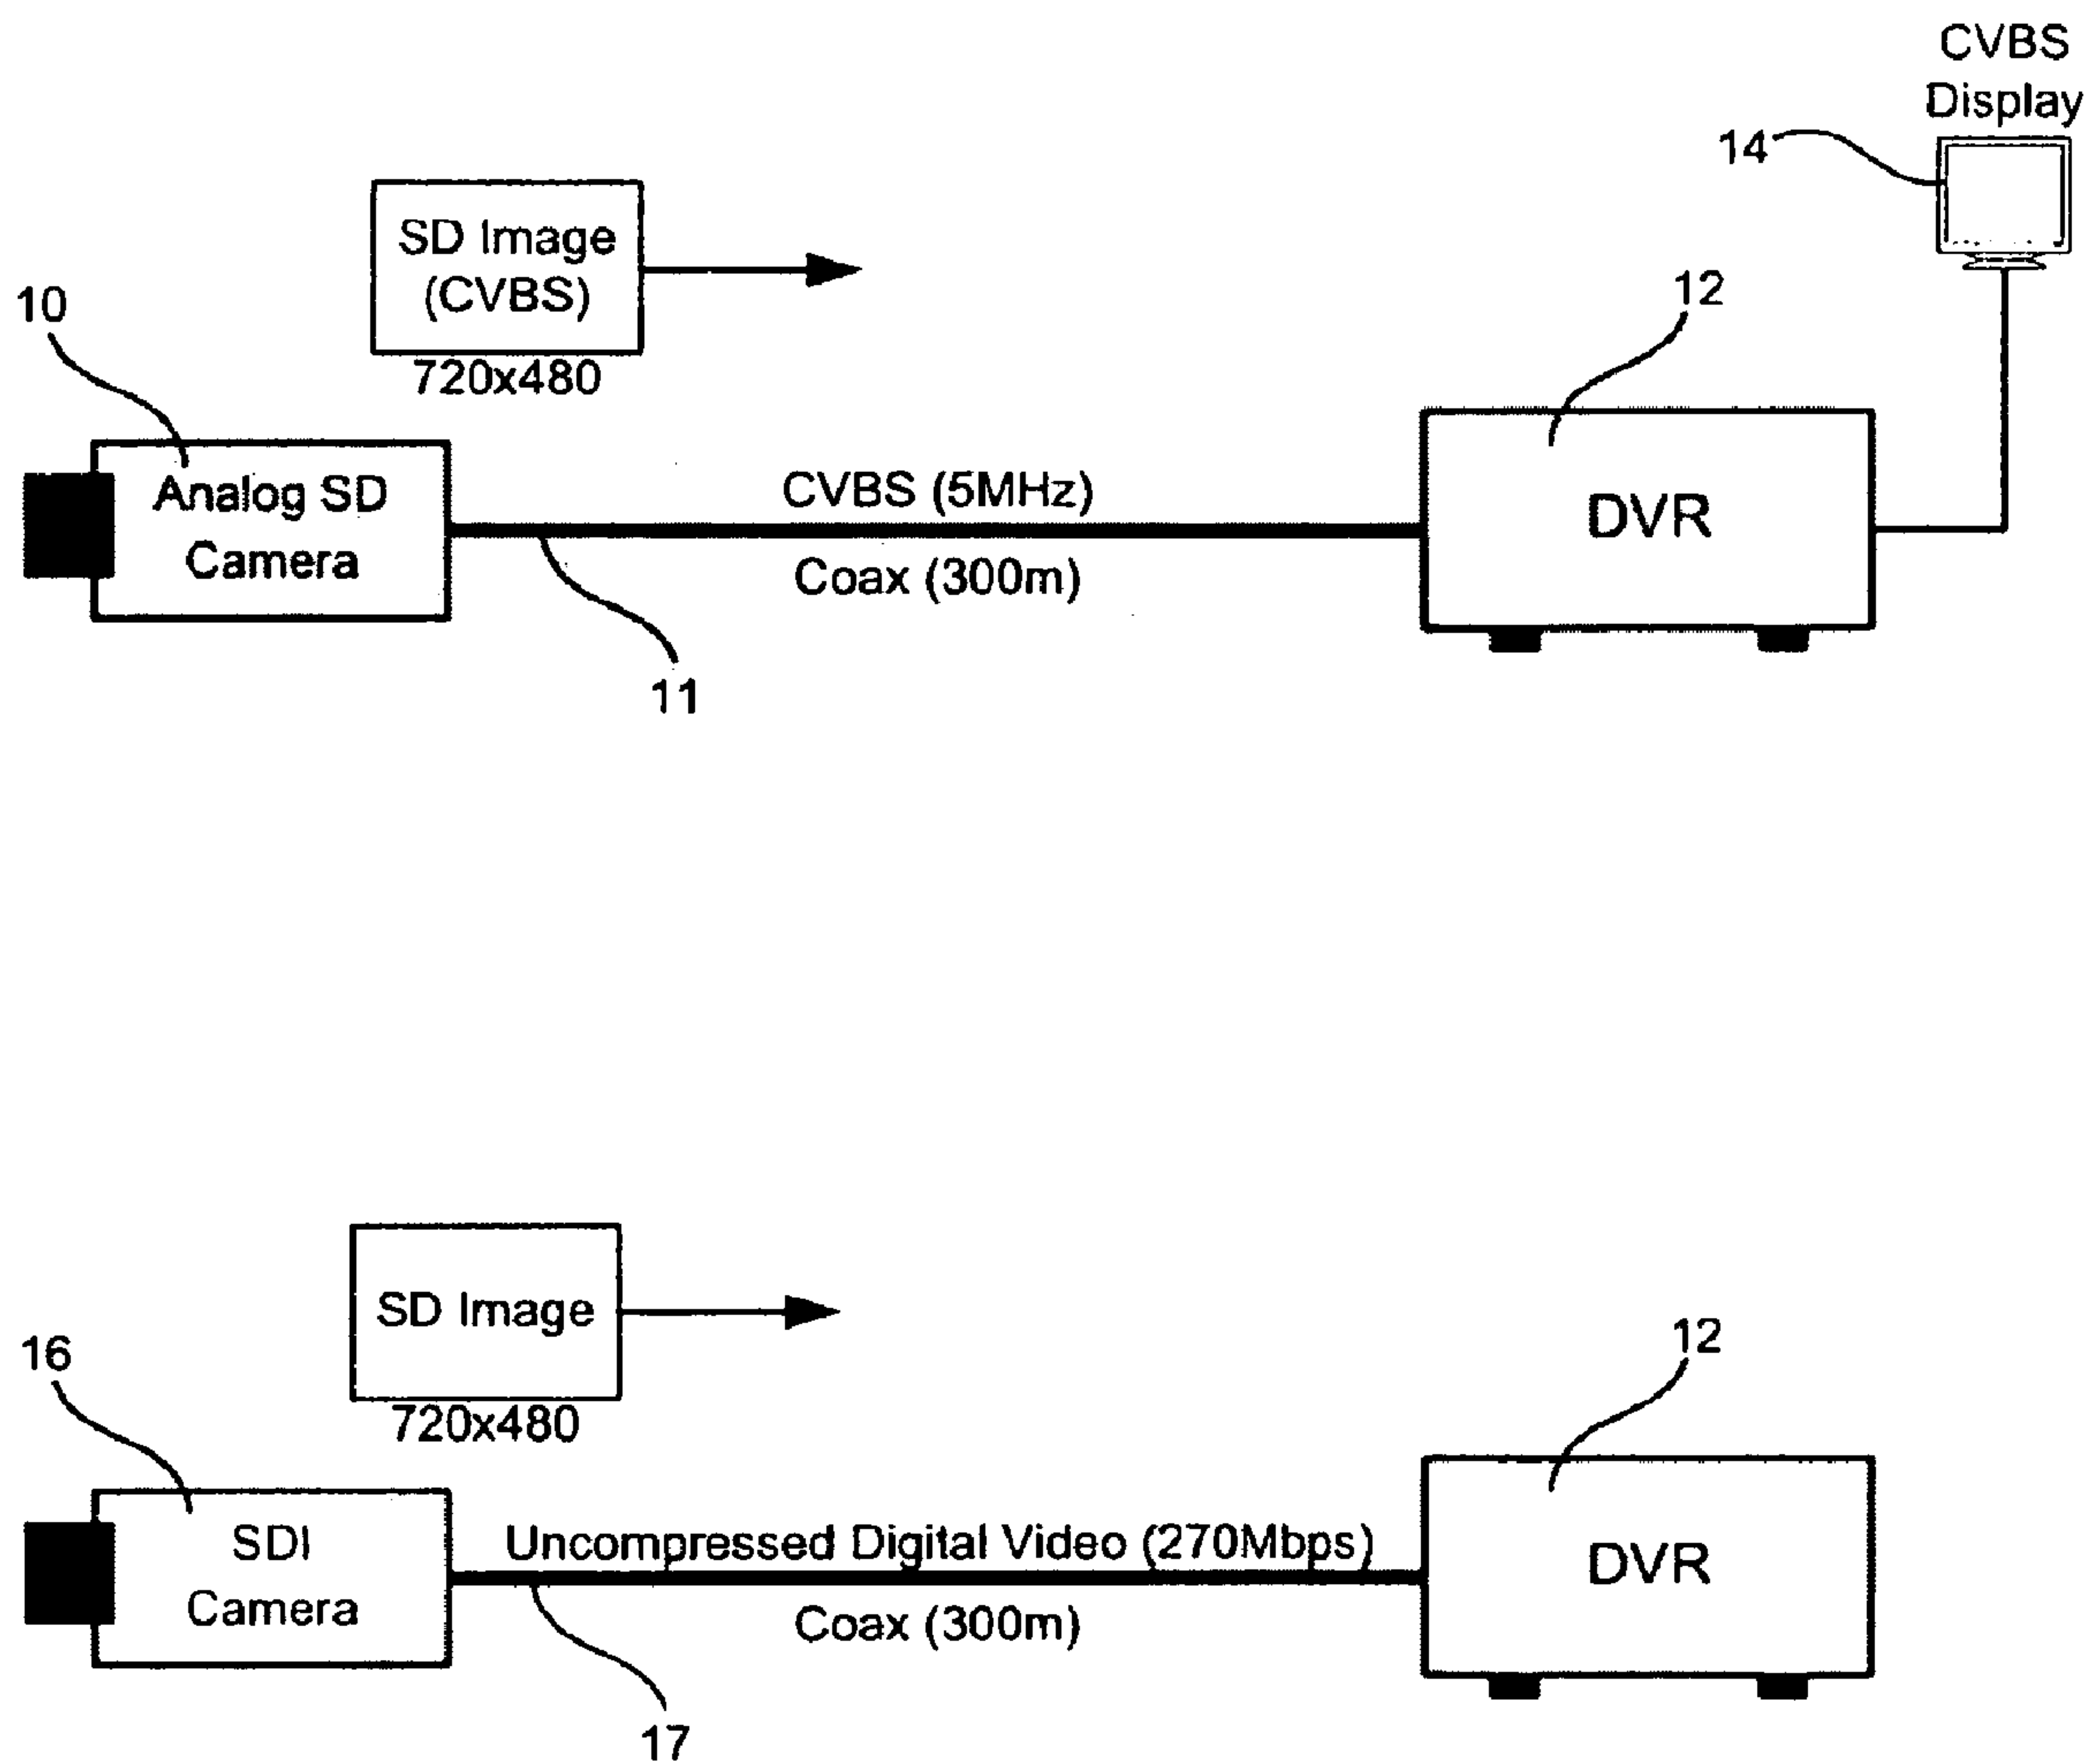 CVBS
Display
14
SD Image
(CVBS)
720x480
10
12
Analog SD
Camera
CVBS (5MHz)
Coax (300m)
DVR
11
SD Image
720x480
16
12
SDI
Camera
Uncompressed Digital Video (270Mbps)
Coax (300m)
DVR
17